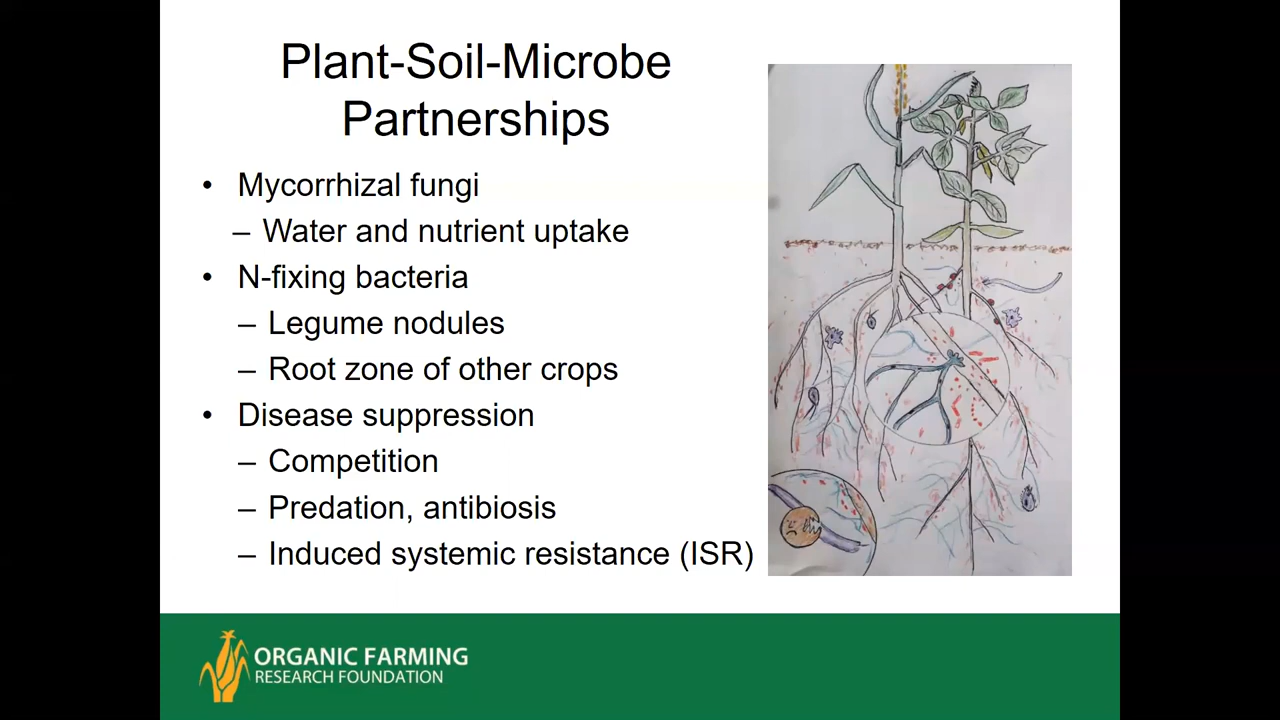 Plant-Soil-Microbe
Partnerships
• Mycorrhizal fungi
– Water and nutrient uptake
• N-fixing bacteria
– Legume nodules
– Root zone of other crops
• Disease suppression
– Competition
– Predation, antibiosis
– Induced systemic resistance (ISR)
ORGANIC FARMING
RESEARCH FOUNDATION